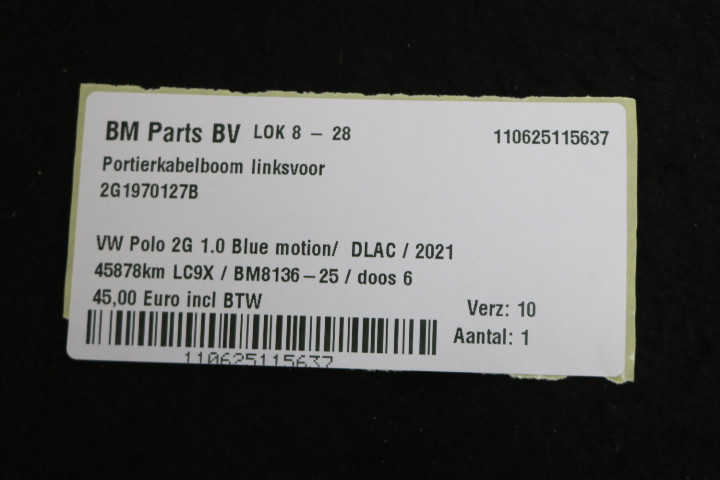 BM Parts BV LOK 8 - 28 110625115637
Portierkabelboom linksvoor
2G1970127B
VW Polo 2G 1.0 Blue motion/ DLAC / 2021
45878km LC9X / BM8136-25 / doos 6
45,00 Euro incl BTW
Verz: 10
Aantal: 1
110625115637